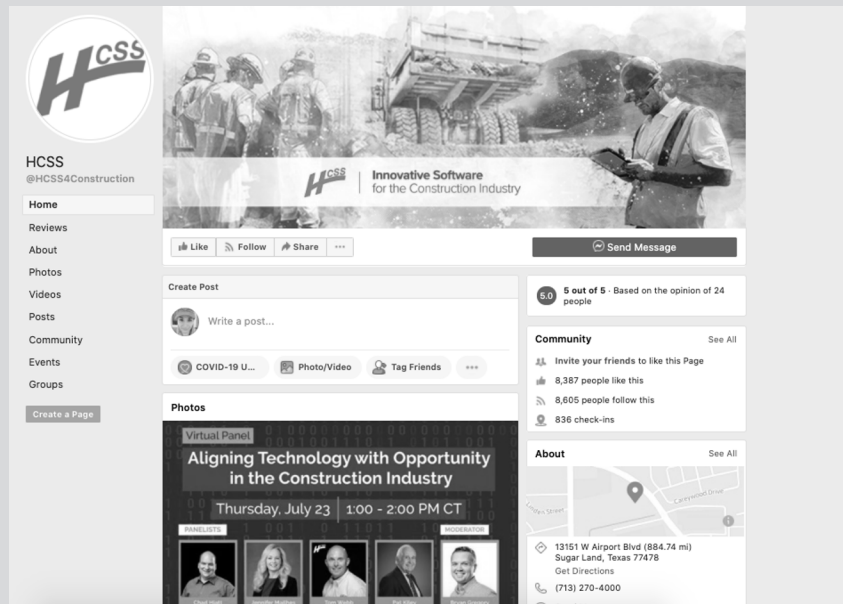 HCSS
HCSS
@HCSS4Construction
Home
Reviews
About
Photos
Videos
Posts
Community
Events
Groups
Create a Page
HCSS
Innovative Software
for the Construction Industry
Like
Follow
Share
Send Message
Create Post
Write a post...
COVID-19 U...
Photo/Video
Tag Friends
Photos
Virtual Panel
Aligning Technology with Opportunity
in the Construction Industry
Thursday, July 23 | 1:00 - 2:00 PM CT
PANELISTS
MODERATOR
HCSS
5.0
5 out of 5 · Based on the opinion of 24
people
Community
See All
Invite your friends to like this Page
8,387 people like this
8,605 people follow this
836 check-ins
About
See All
Linden Street
Careywood Drive
13151 W Airport Blvd (884.74 mi)
Sugar Land, Texas 77478
Get Directions
(713) 270-4000